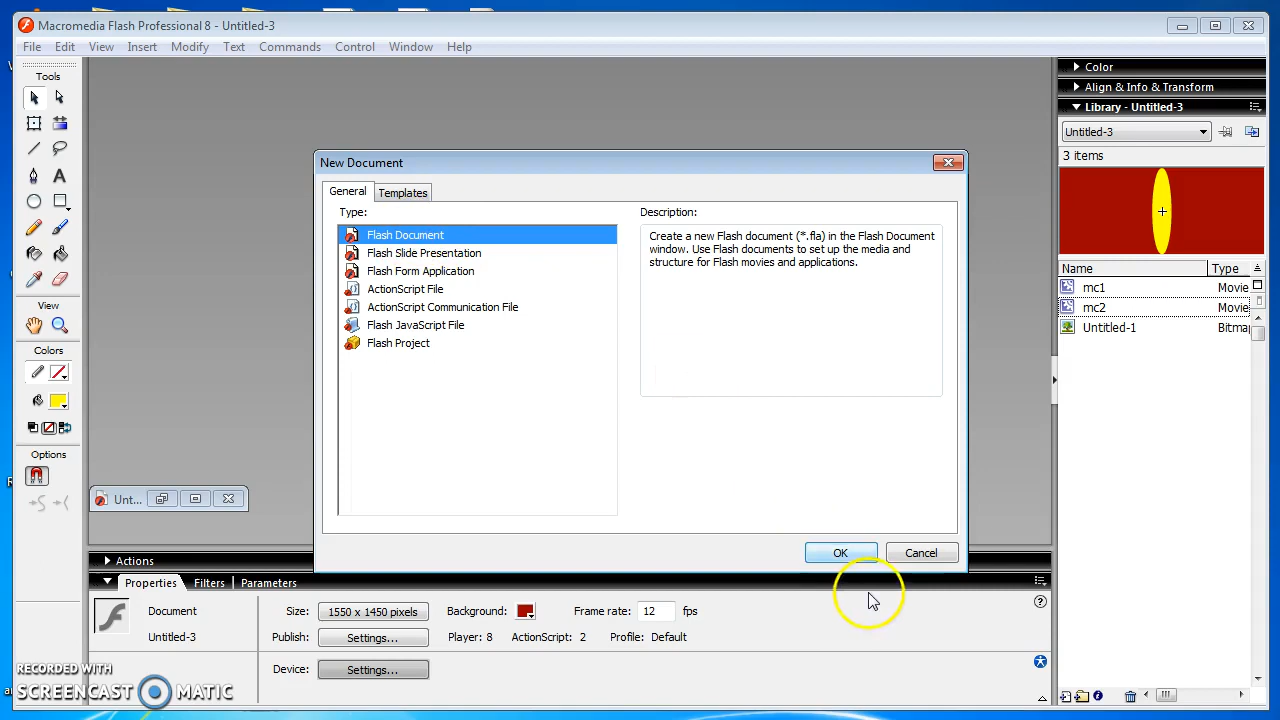 Macromedia Flash Professional 8 - Untitled-3
File Edit View Insert Modify Text Commands Control Window Help
Tools
View
Colors
Options
New Document
General Templates
Type:
Flash Document
Flash Slide Presentation
Flash Form Application
ActionScript File
ActionScript Communication File
Flash JavaScript File
Flash Project
Description:
Create a new Flash document (*.fla) in the Flash Document
window. Use Flash documents to set up the media and
structure for Flash movies and applications.
OK Cancel
Color
Align & Info & Transform
Library - Untitled-3
Untitled-3
3 items
Name Type
mc1 Movie
mc2 Movie
Untitled-1 Bitmap
Unt...
Actions
Properties Filters Parameters
Document
Untitled-3
Size: 1550 x 1450 pixels Background: Frame rate: 12 fps
Publish: Settings... Player: 8 ActionScript: 2 Profile: Default
Device: Settings...
RECORDED WITH
SCREENCAST MATIC